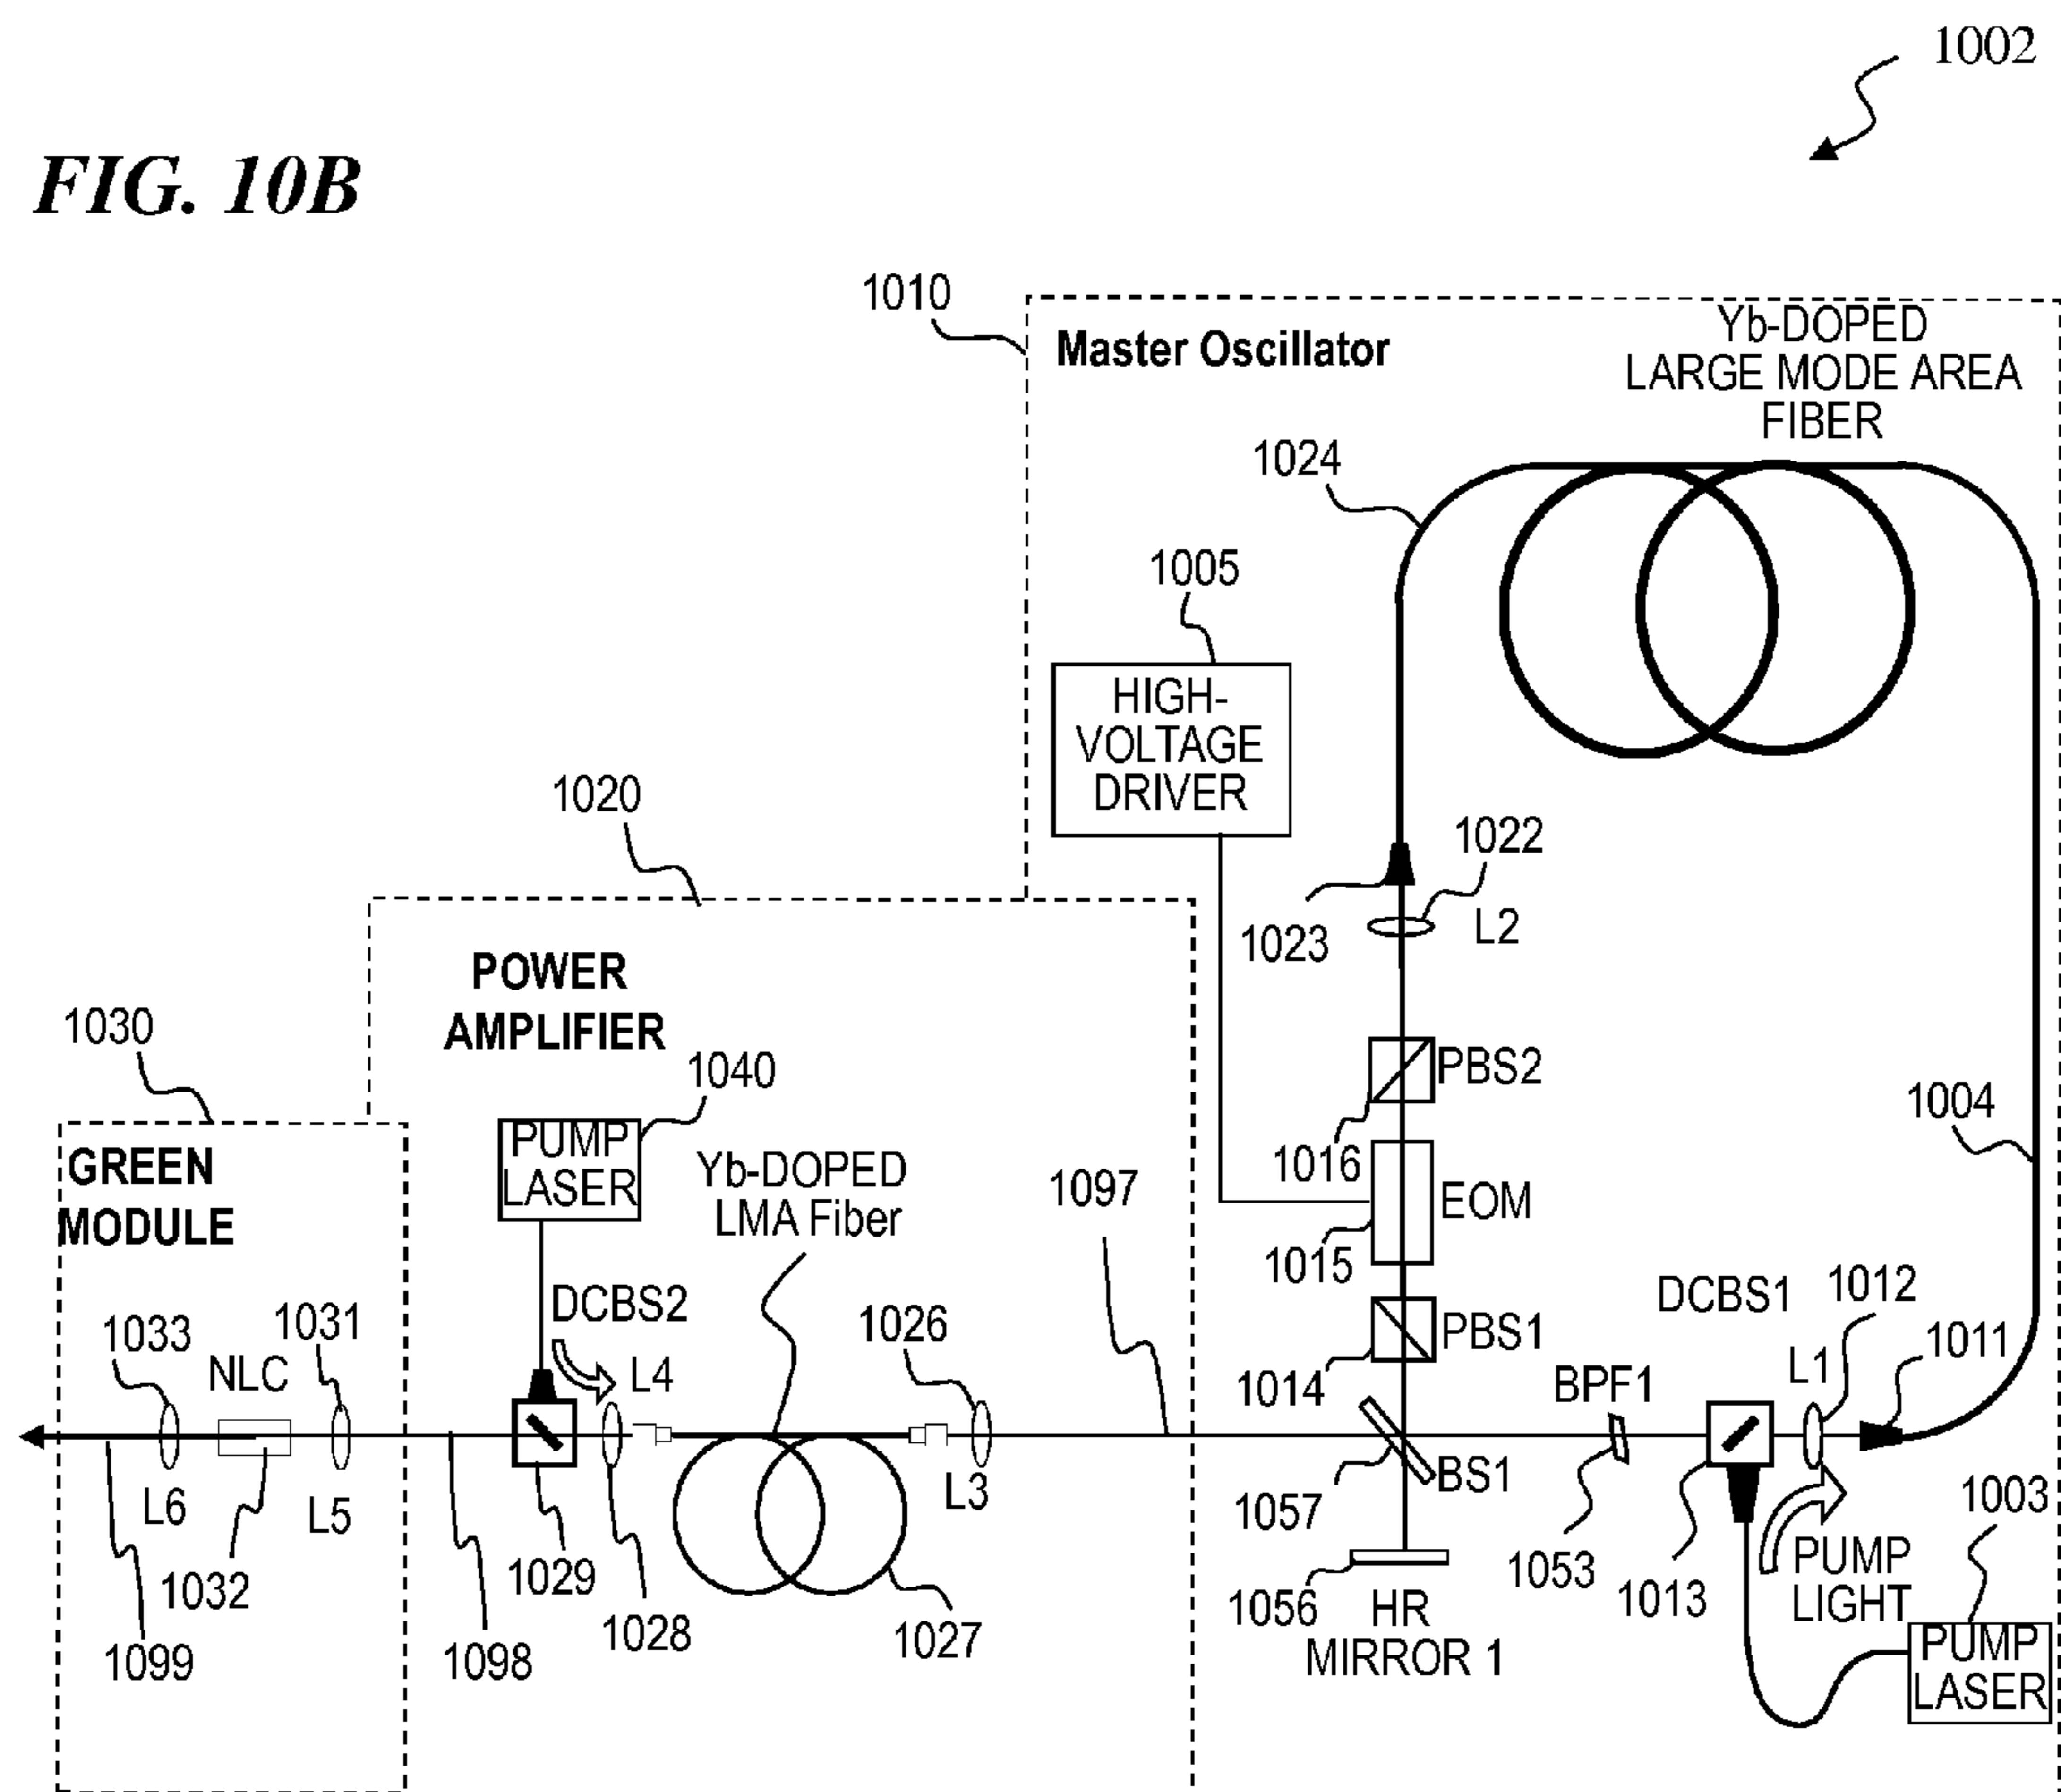 1002
FIG. 10B
1010
Master Oscillator
Yb-DOPED
LARGE MODE AREA
FIBER
1024
1005
HIGH-
VOLTAGE
DRIVER
1020
1022
L2
1023
POWER
AMPLIFIER
1030
1040
PBS2
1004
GREEN
MODULE
PUMP
LASER
Yb-DOPED
LMA Fiber
1097
1016
EOM
1015
DCBS2
DCBS1
1012
1033
1031
1026
PBS1
L1
1011
NLC
L4
1014
BPF1
L6
L5
L3
BS1
1003
1057
1032
1029
1053
1013
PUMP
LIGHT
1056
HR
MIRROR 1
1099
1098
1028
1027
PUMP
LASER